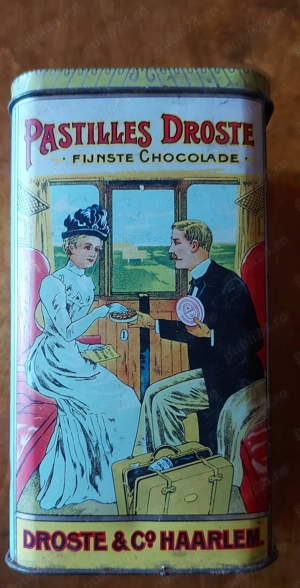 PASTILLES DROSTE
FIJNSTE CHOCOLADE
DROSTE & Cº HAARLEM.